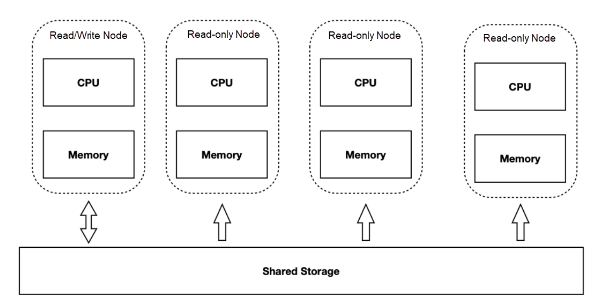 Read/Write Node
Read-only Node
Read-only Node
Read-only Node
CPU
CPU
CPU
CPU
Memory
Memory
Memory
Memory
Shared Storage